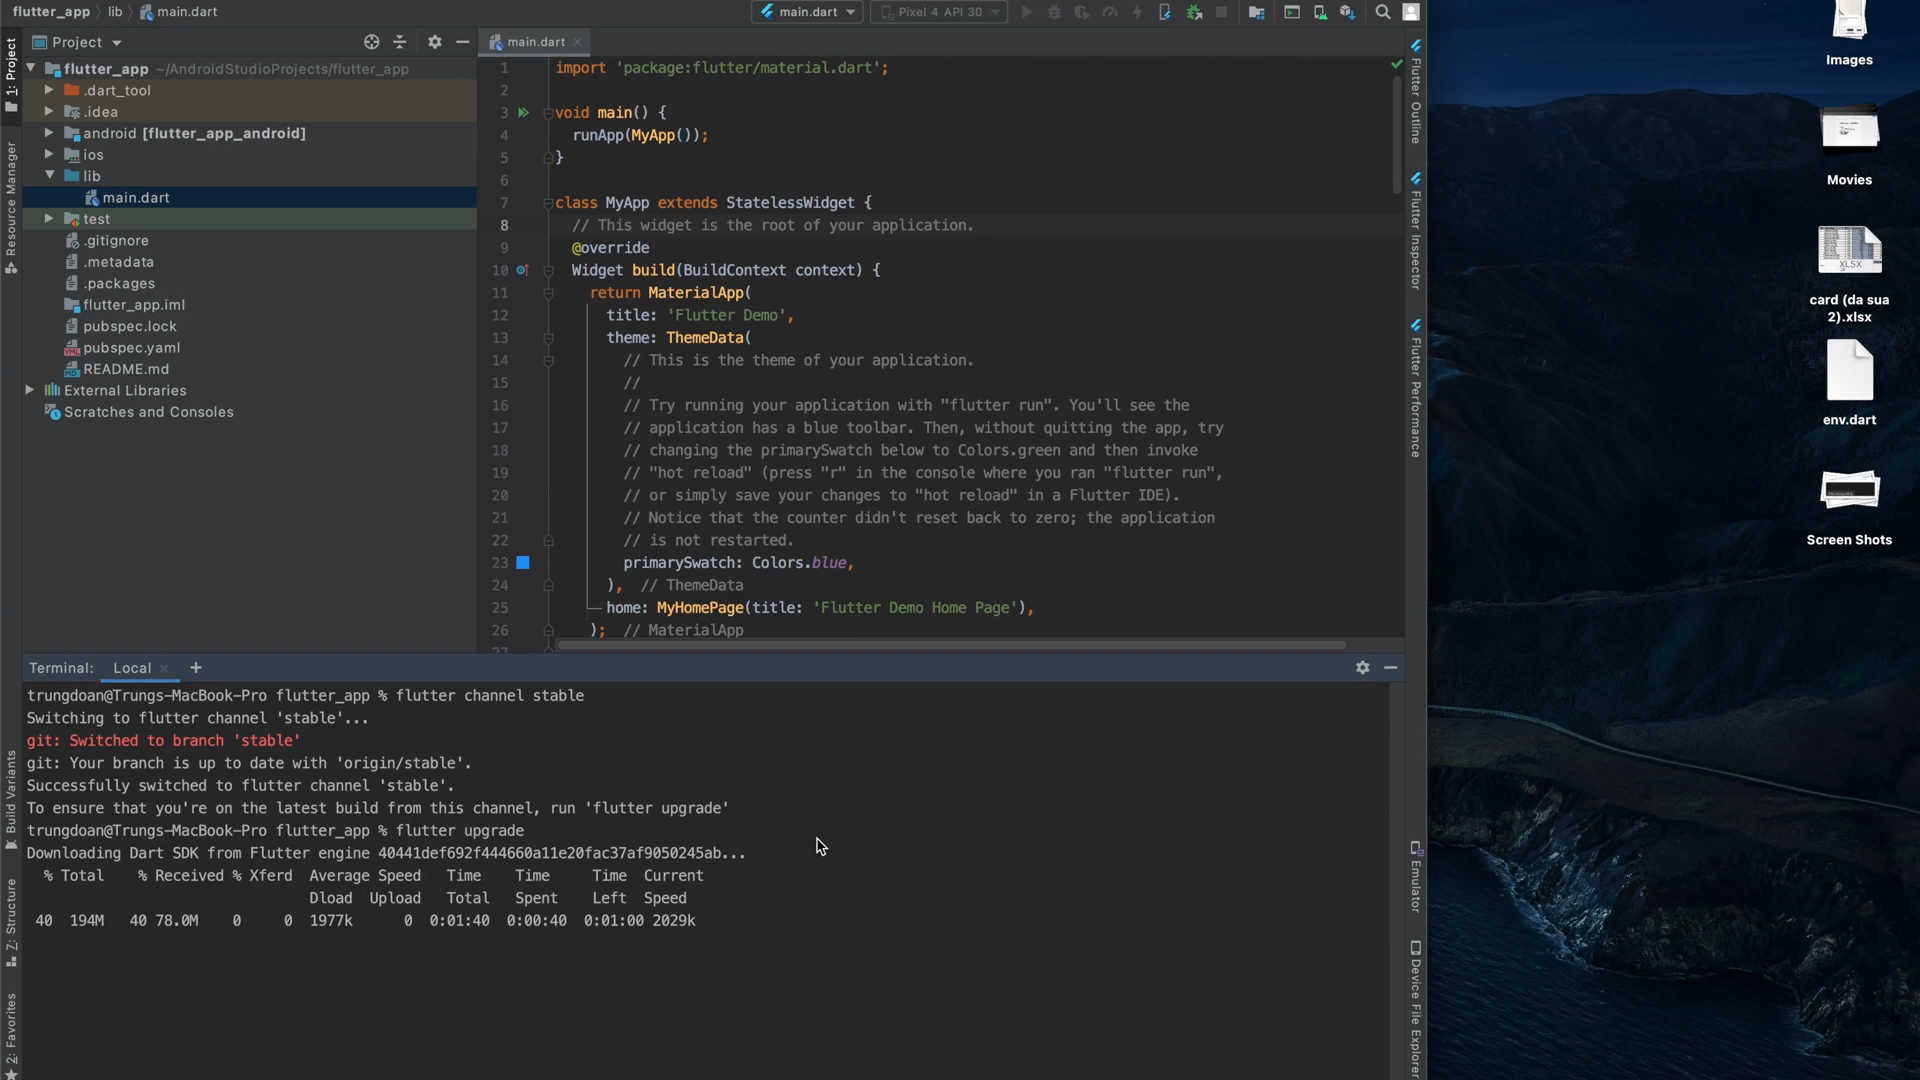 flutter_app
lib
main.dart
main.dart
Pixel 4 API 30
1: Project
Resource Manager
Build Variants
Z: Structure
2: Favorites
Project
flutter_app ~/AndroidStudioProjects/flutter_app
.dart_tool
.idea
android [flutter_app_android]
ios
lib
main.dart
test
.gitignore
.metadata
.packages
flutter_app.iml
pubspec.lock
pubspec.yaml
README.md
External Libraries
Scratches and Consoles
main.dart
1 import 'package:flutter/material.dart';
2
3 void main() {
4 runApp(MyApp());
5 }
6
7 class MyApp extends StatelessWidget {
8 // This widget is the root of your application.
9 @override
10 Widget build(BuildContext context) {
11 return MaterialApp(
12 title: 'Flutter Demo',
13 theme: ThemeData(
14 // This is the theme of your application.
15 //
16 // Try running your application with "flutter run". You'll see the
17 // application has a blue toolbar. Then, without quitting the app, try
18 // changing the primarySwatch below to Colors.green and then invoke
19 // "hot reload" (press "r" in the console where you ran "flutter run",
20 // or simply save your changes to "hot reload" in a Flutter IDE).
21 // Notice that the counter didn't reset back to zero; the application
22 // is not restarted.
23 primarySwatch: Colors.blue,
24 ), // ThemeData
25 home: MyHomePage(title: 'Flutter Demo Home Page'),
26 ); // MaterialApp
Flutter Outline
Flutter Inspector
Flutter Performance
Emulator
Device File Explorer
Terminal: Local
trungdoan@Trungs-MacBook-Pro flutter_app % flutter channel stable
Switching to flutter channel 'stable'...
git: Switched to branch 'stable'
git: Your branch is up to date with 'origin/stable'.
Successfully switched to flutter channel 'stable'.
To ensure that you're on the latest build from this channel, run 'flutter upgrade'
trungdoan@Trungs-MacBook-Pro flutter_app % flutter upgrade
Downloading Dart SDK from Flutter engine 40441def692f444660a11e20fac37af9050245ab...
% Total % Received % Xferd Average Speed Time Time Time Current
Dload Upload Total Spent Left Speed
40 194M 40 78.0M 0 0 1977k 0 0:01:40 0:00:40 0:01:00 2029k
Images
Movies
XLSX
card (da sua
2).xlsx
env.dart
Screen Shots